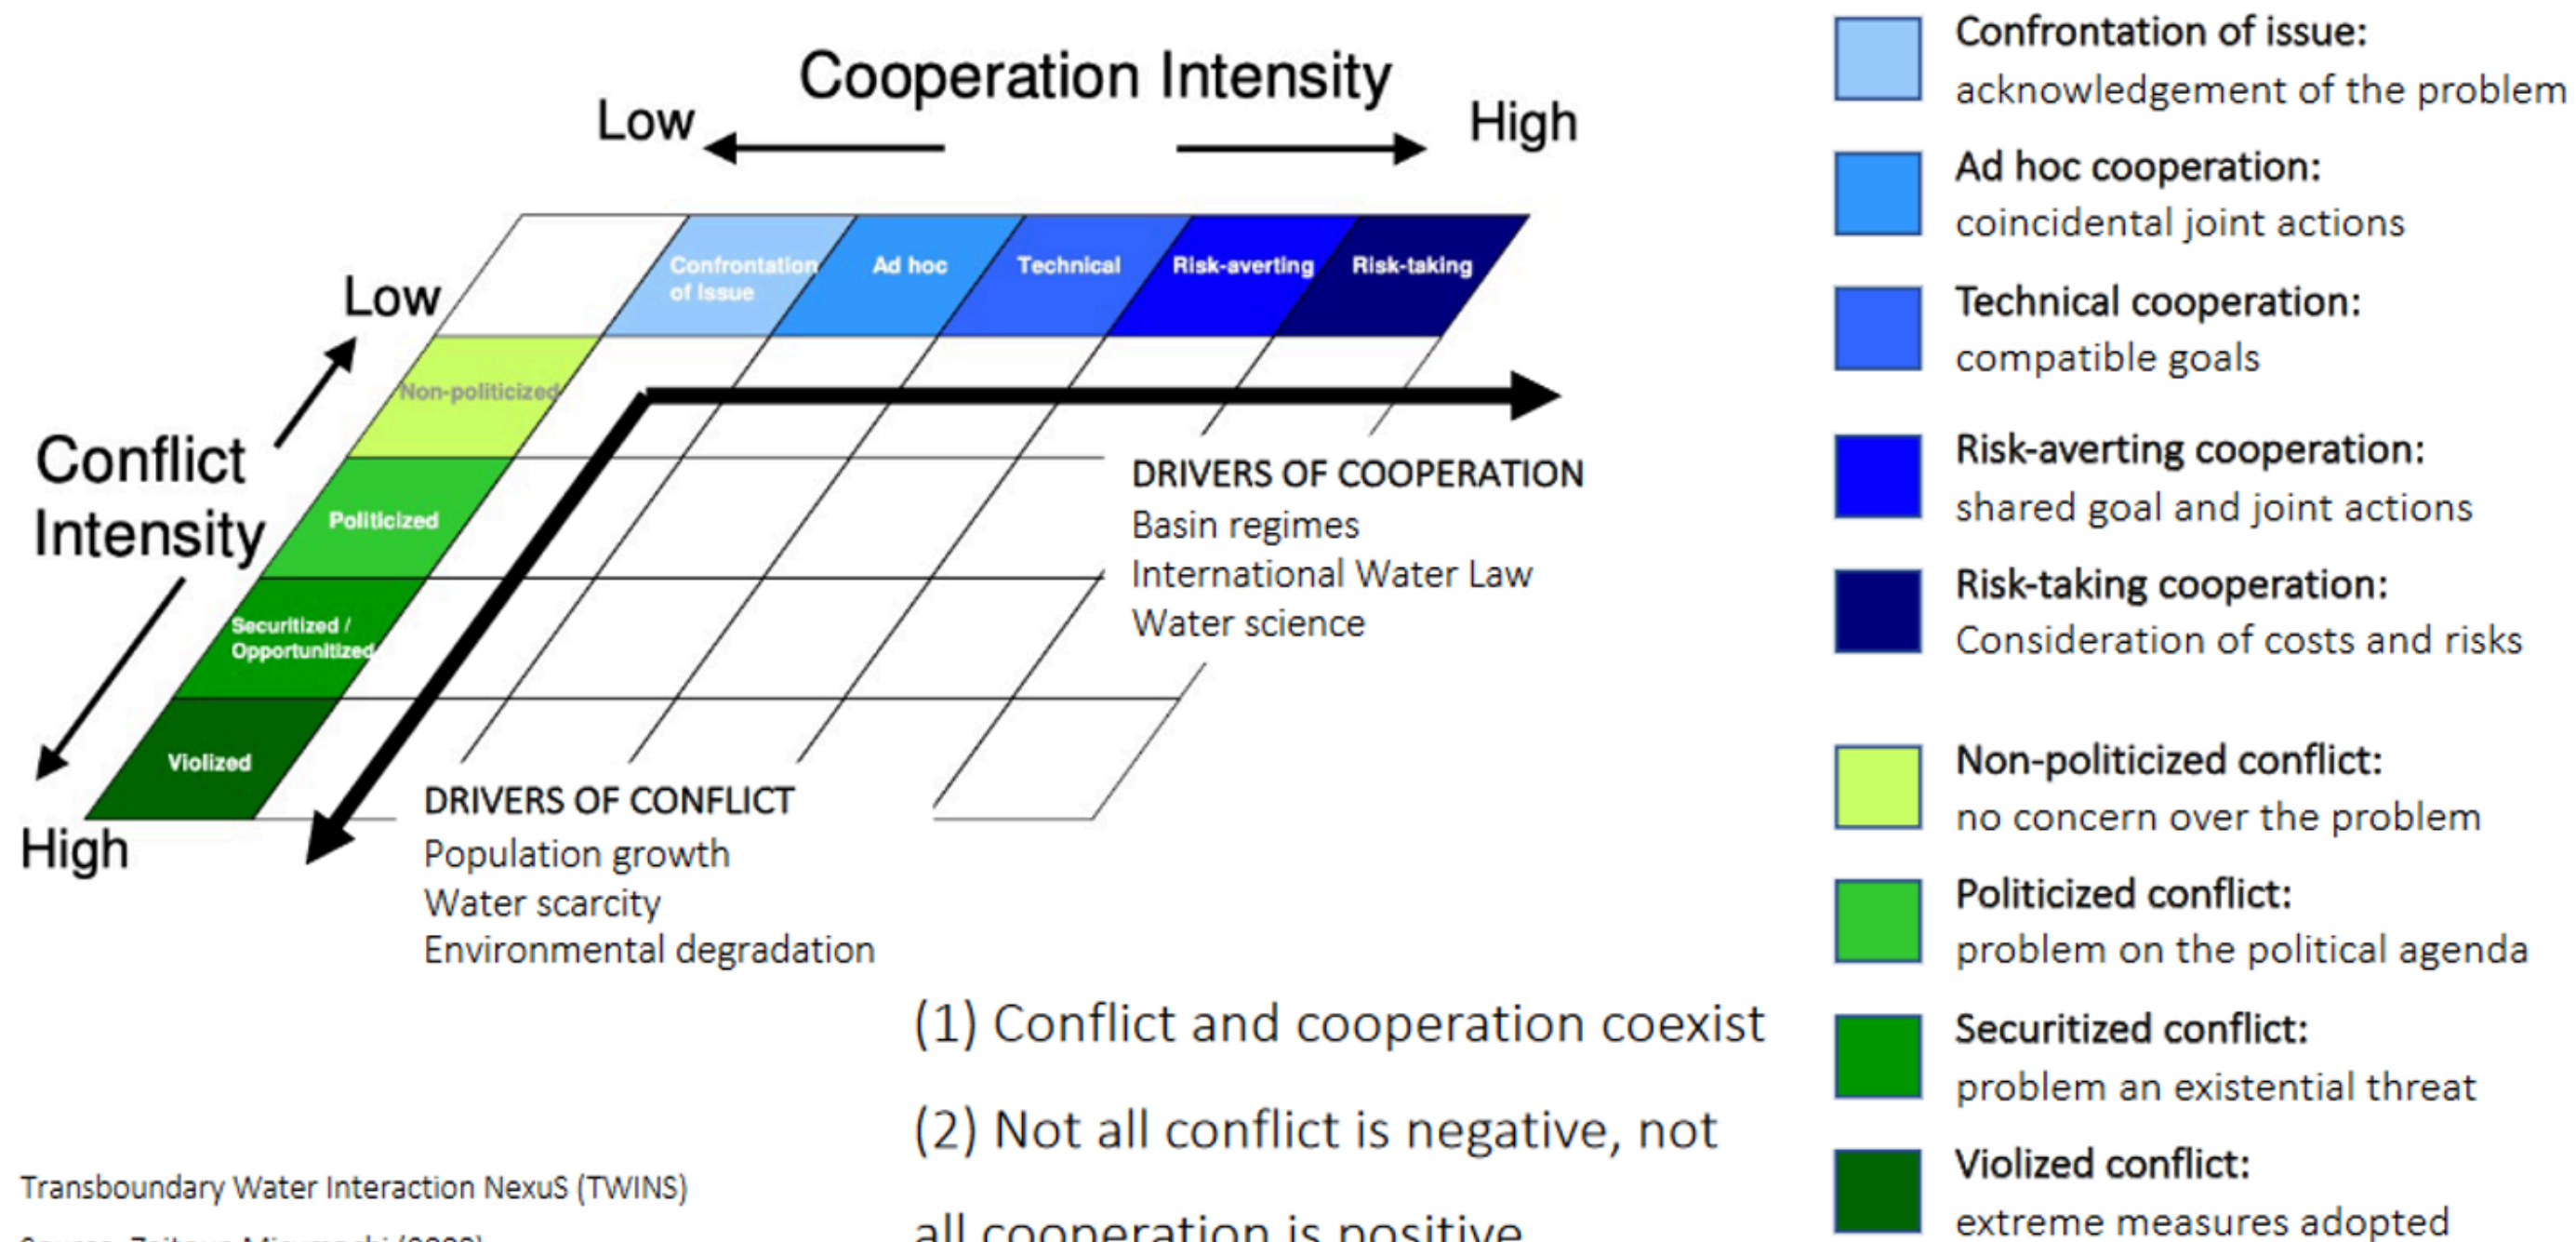 Cooperation Intensity
Low
High
Confrontation
of Issue
Ad hoc
Technical
Risk-averting
Risk-taking
Low
Conflict
Intensity
High
Non-politicized
Politicized
Securitized /
Opportunitized
Violized
DRIVERS OF COOPERATION
Basin regimes
International Water Law
Water science
DRIVERS OF CONFLICT
Population growth
Water scarcity
Environmental degradation
(1) Conflict and cooperation coexist
(2) Not all conflict is negative, not
all cooperation is positive
Transboundary Water Interaction NexuS (TWINS)
Confrontation of issue:
acknowledgement of the problem
Ad hoc cooperation:
coincidental joint actions
Technical cooperation:
compatible goals
Risk-averting cooperation:
shared goal and joint actions
Risk-taking cooperation:
Consideration of costs and risks
Non-politicized conflict:
no concern over the problem
Politicized conflict:
problem on the political agenda
Securitized conflict:
problem an existential threat
Violized conflict:
extreme measures adopted